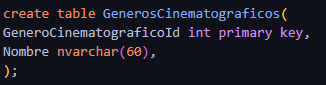 create table GenerosCinematograficos(
GeneroCinematograficoId int primary key,
Nombre nvarchar(60),
);